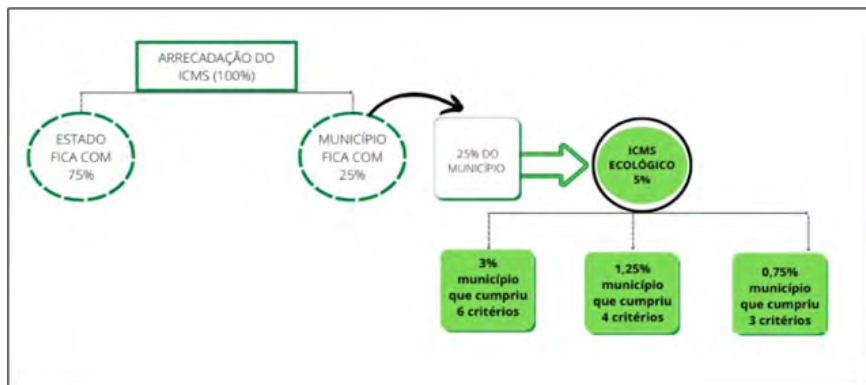 ARRECADAÇÃO DO
ICMS (100%)
ESTADO
FICA COM
75%
MUNICÍPIO
FICA COM
25%
25% DO
MUNICÍPIO
ICMS
ECOLÓGICO
5%
3%
município
que cumpriu
6 critérios
1,25%
município
que cumpriu
4 critérios
0,75%
município
que cumpriu
3 critérios